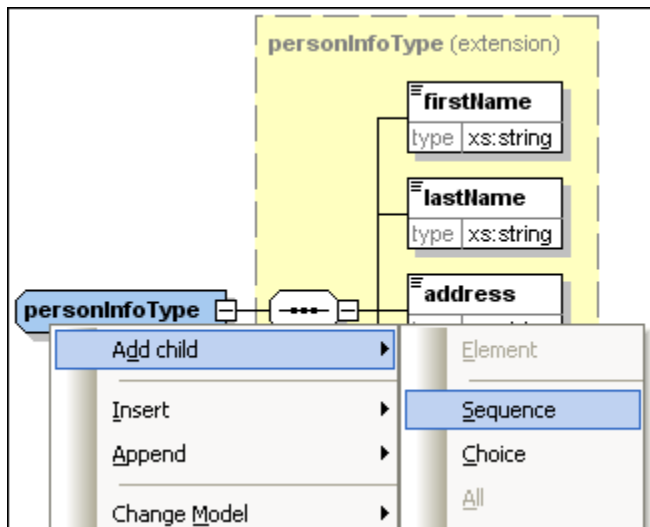 personInfoType (extension)
firstName
type xs:string
lastName
type xs:string
address
personInfoType
Add child
Element
Insert
Sequence
Append
Choice
All
Change Model